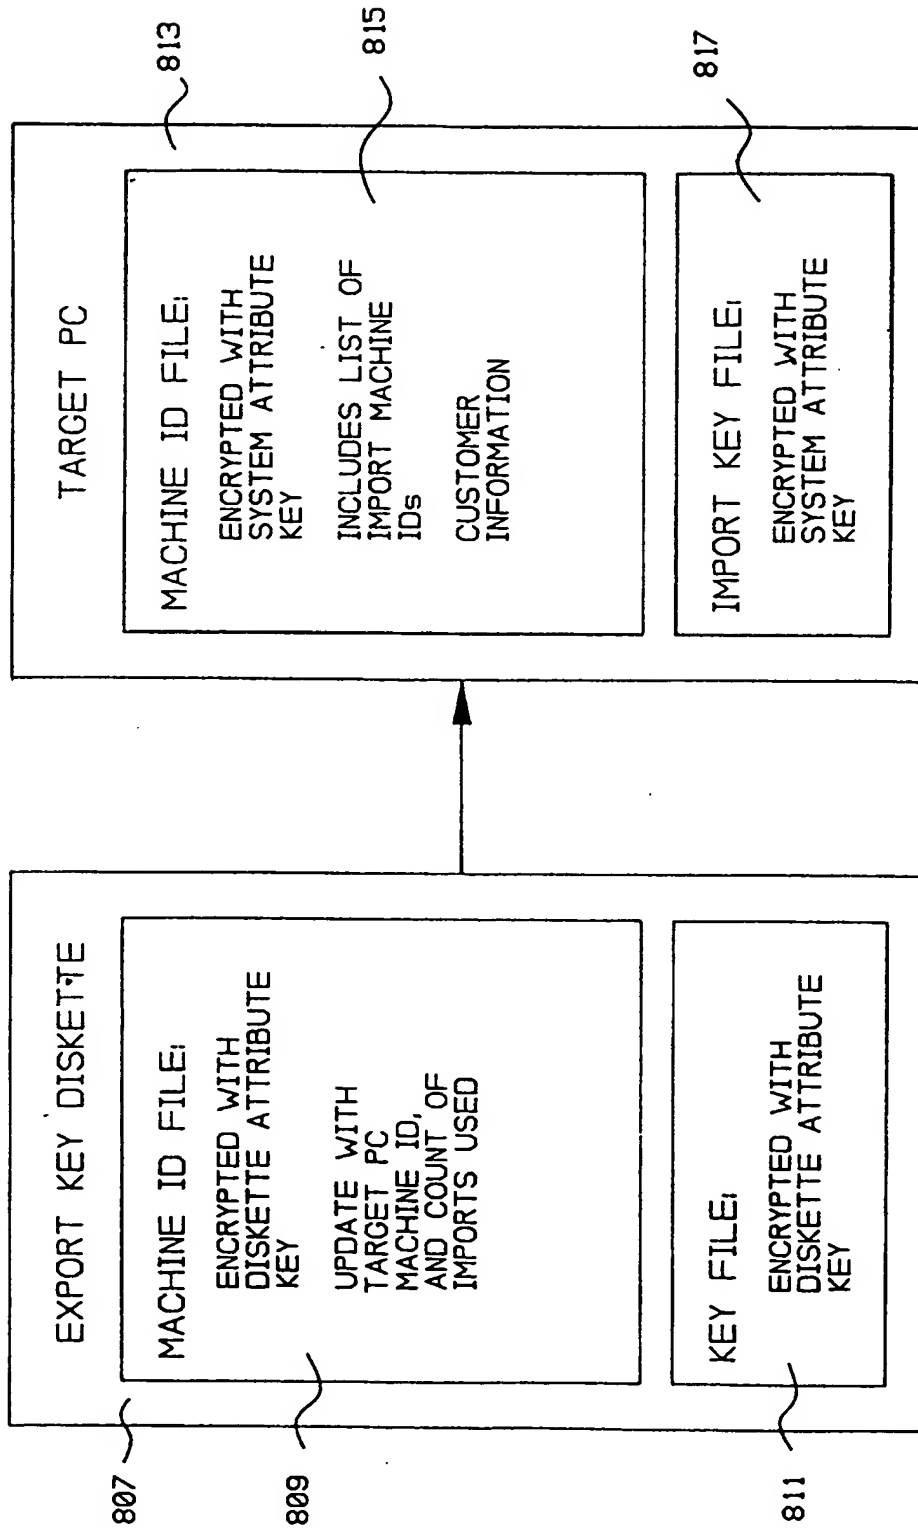 EXPORT KEY DISKETTE
MACHINE ID FILE:
ENCRYPTED WITH
DISKETTE ATTRIBUTE
KEY
UPDATE WITH
TARGET PC
MACHINE ID,
AND COUNT OF
IMPORTS USED
KEY FILE:
ENCRYPTED WITH
DISKETTE ATTRIBUTE
KEY
807
809
811
TARGET PC
MACHINE ID FILE:
ENCRYPTED WITH
SYSTEM ATTRIBUTE
KEY
INCLUDES LIST OF
IMPORT MACHINE
IDs
CUSTOMER
INFORMATION
IMPORT KEY FILE:
ENCRYPTED WITH
SYSTEM ATTRIBUTE
KEY
813
815
817